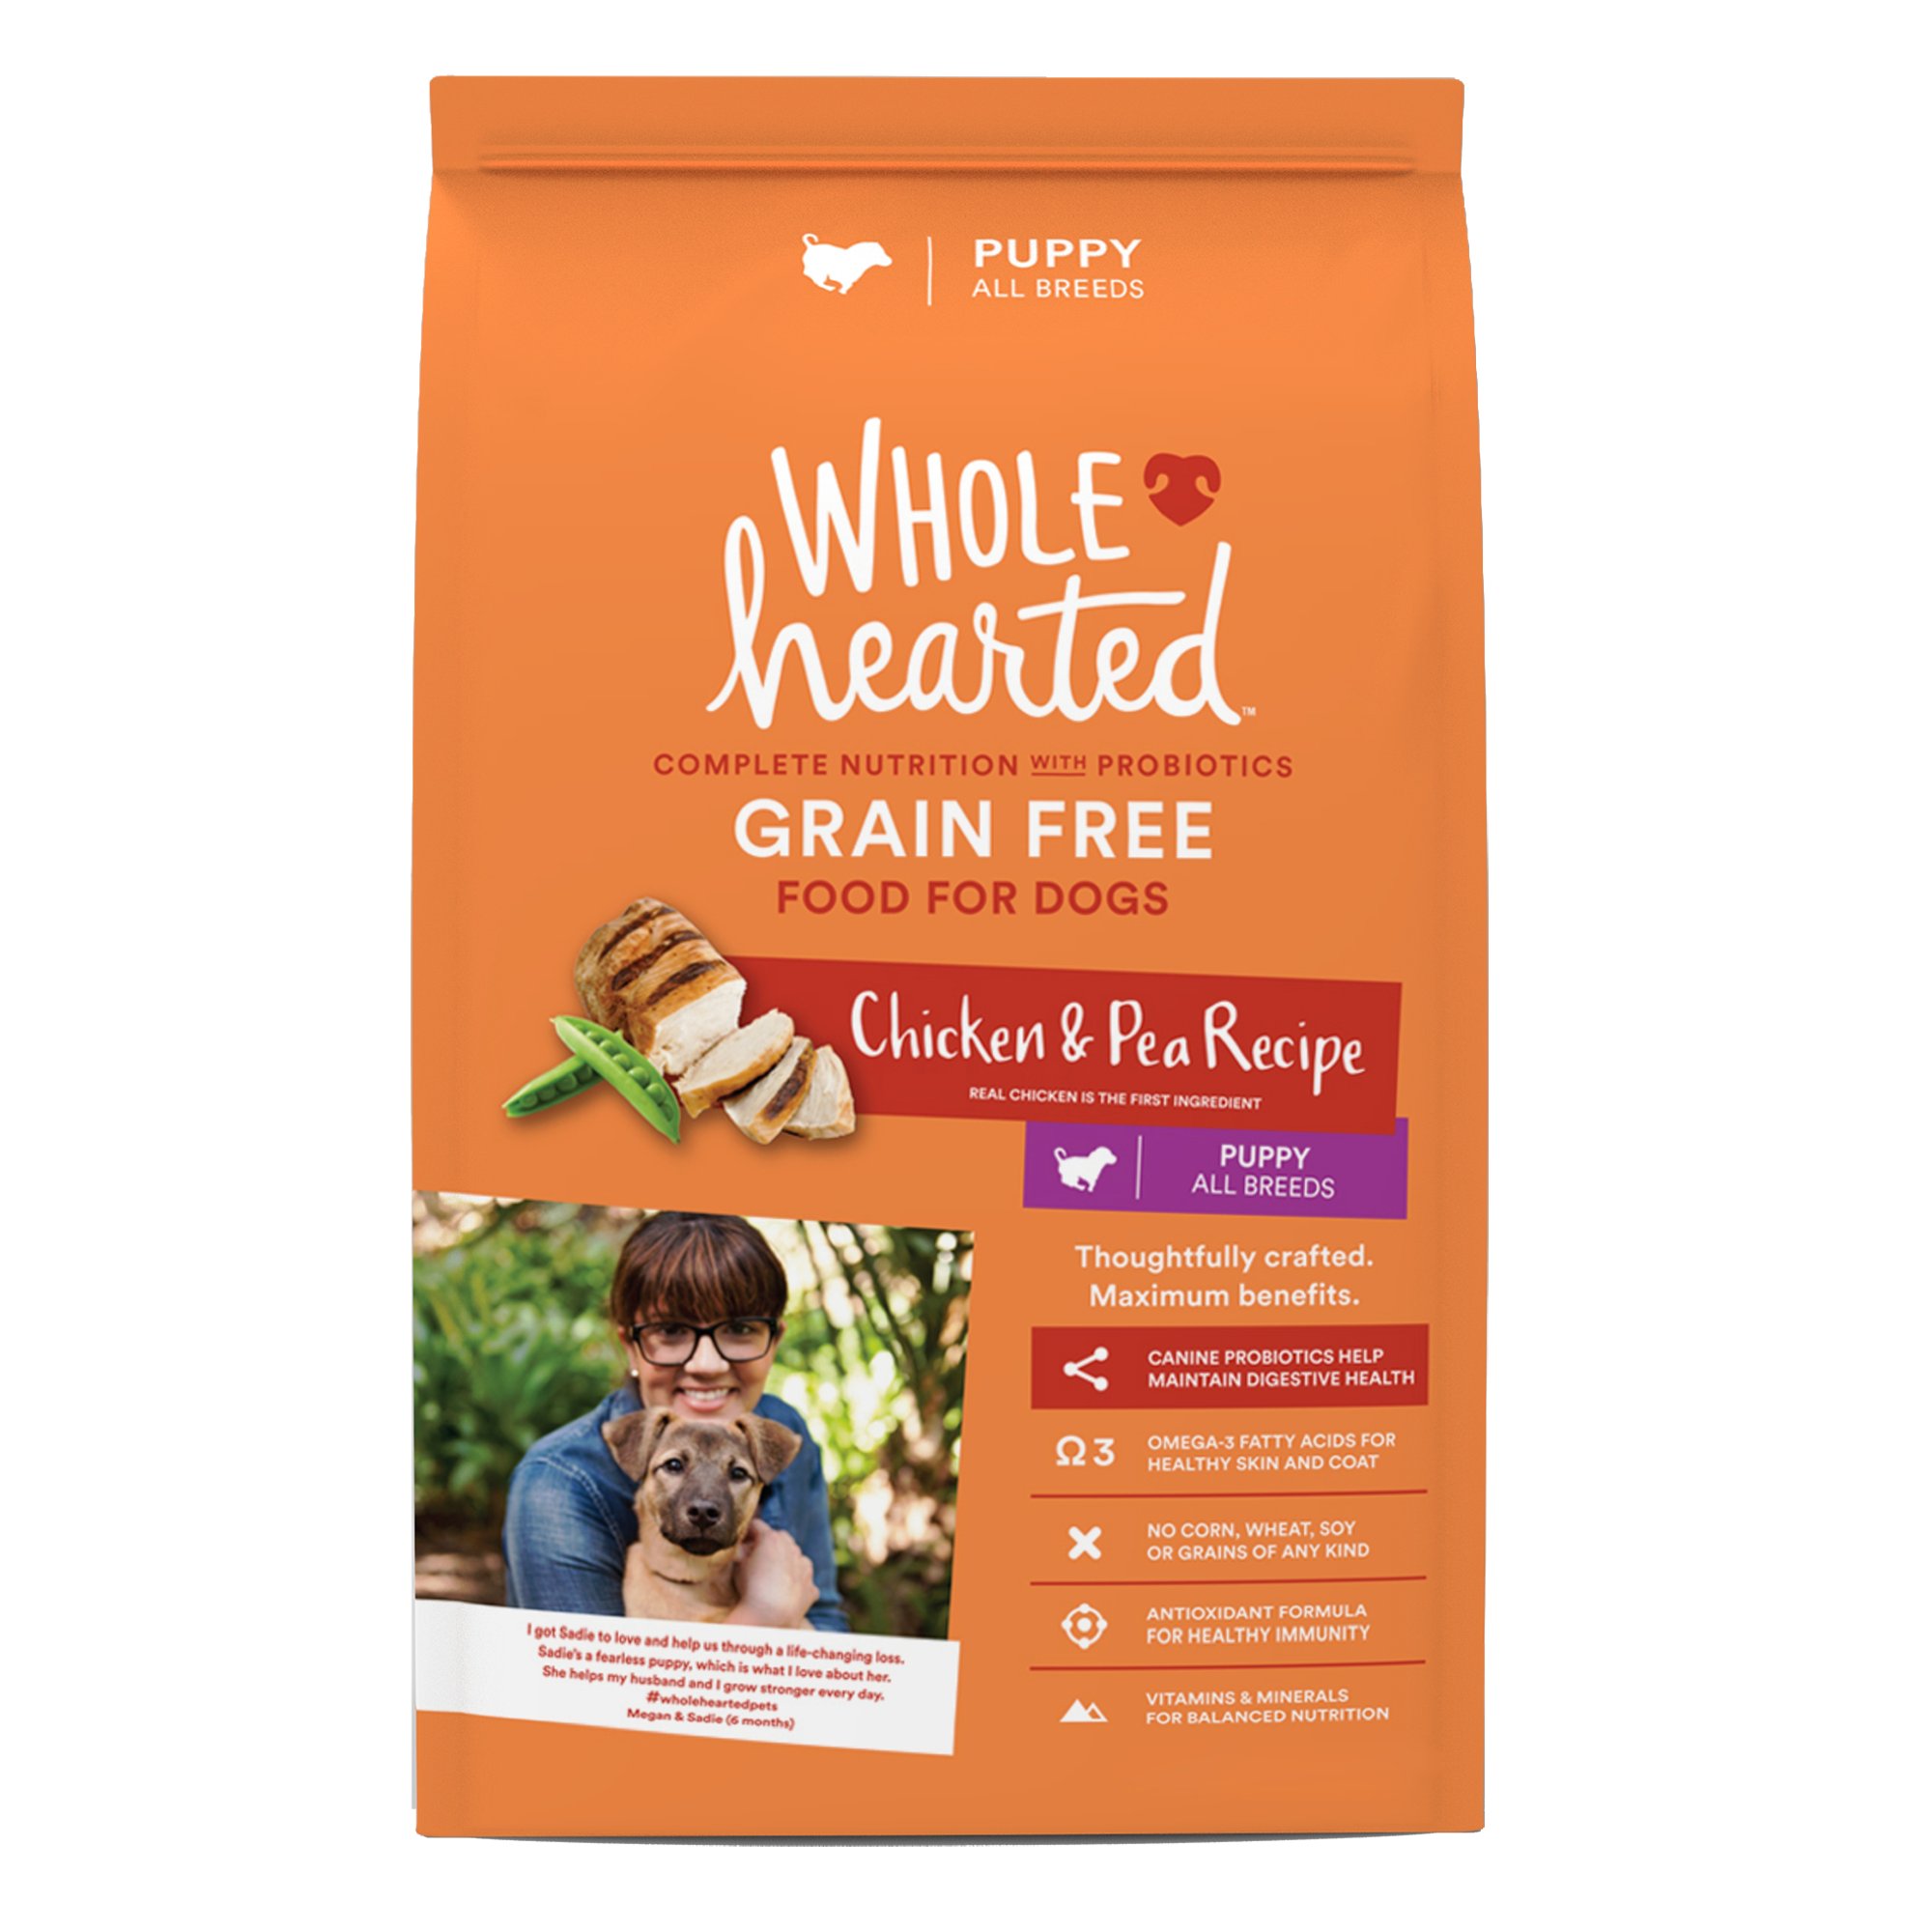 PUPPY
ALL BREEDS
WHOLE
hearted™
COMPLETE NUTRITION WITH PROBIOTICS
GRAIN FREE
FOOD FOR DOGS
Chicken & Pea Recipe
REAL CHICKEN IS THE FIRST INGREDIENT
PUPPY
ALL BREEDS
Thoughtfully crafted.
Maximum benefits.
CANINE PROBIOTICS HELP
MAINTAIN DIGESTIVE HEALTH
Ω3
OMEGA-3 FATTY ACIDS FOR
HEALTHY SKIN AND COAT
NO CORN, WHEAT, SOY
OR GRAINS OF ANY KIND
ANTIOXIDANT FORMULA
FOR HEALTHY IMMUNITY
VITAMINS & MINERALS
FOR BALANCED NUTRITION
I got Sadie to love and help us through a life-changing loss.
Sadie's a fearless puppy, which is what I love about her.
She helps my husband and I grow stronger every day.
#wholeheartedpets
Megan & Sadie (6 months)